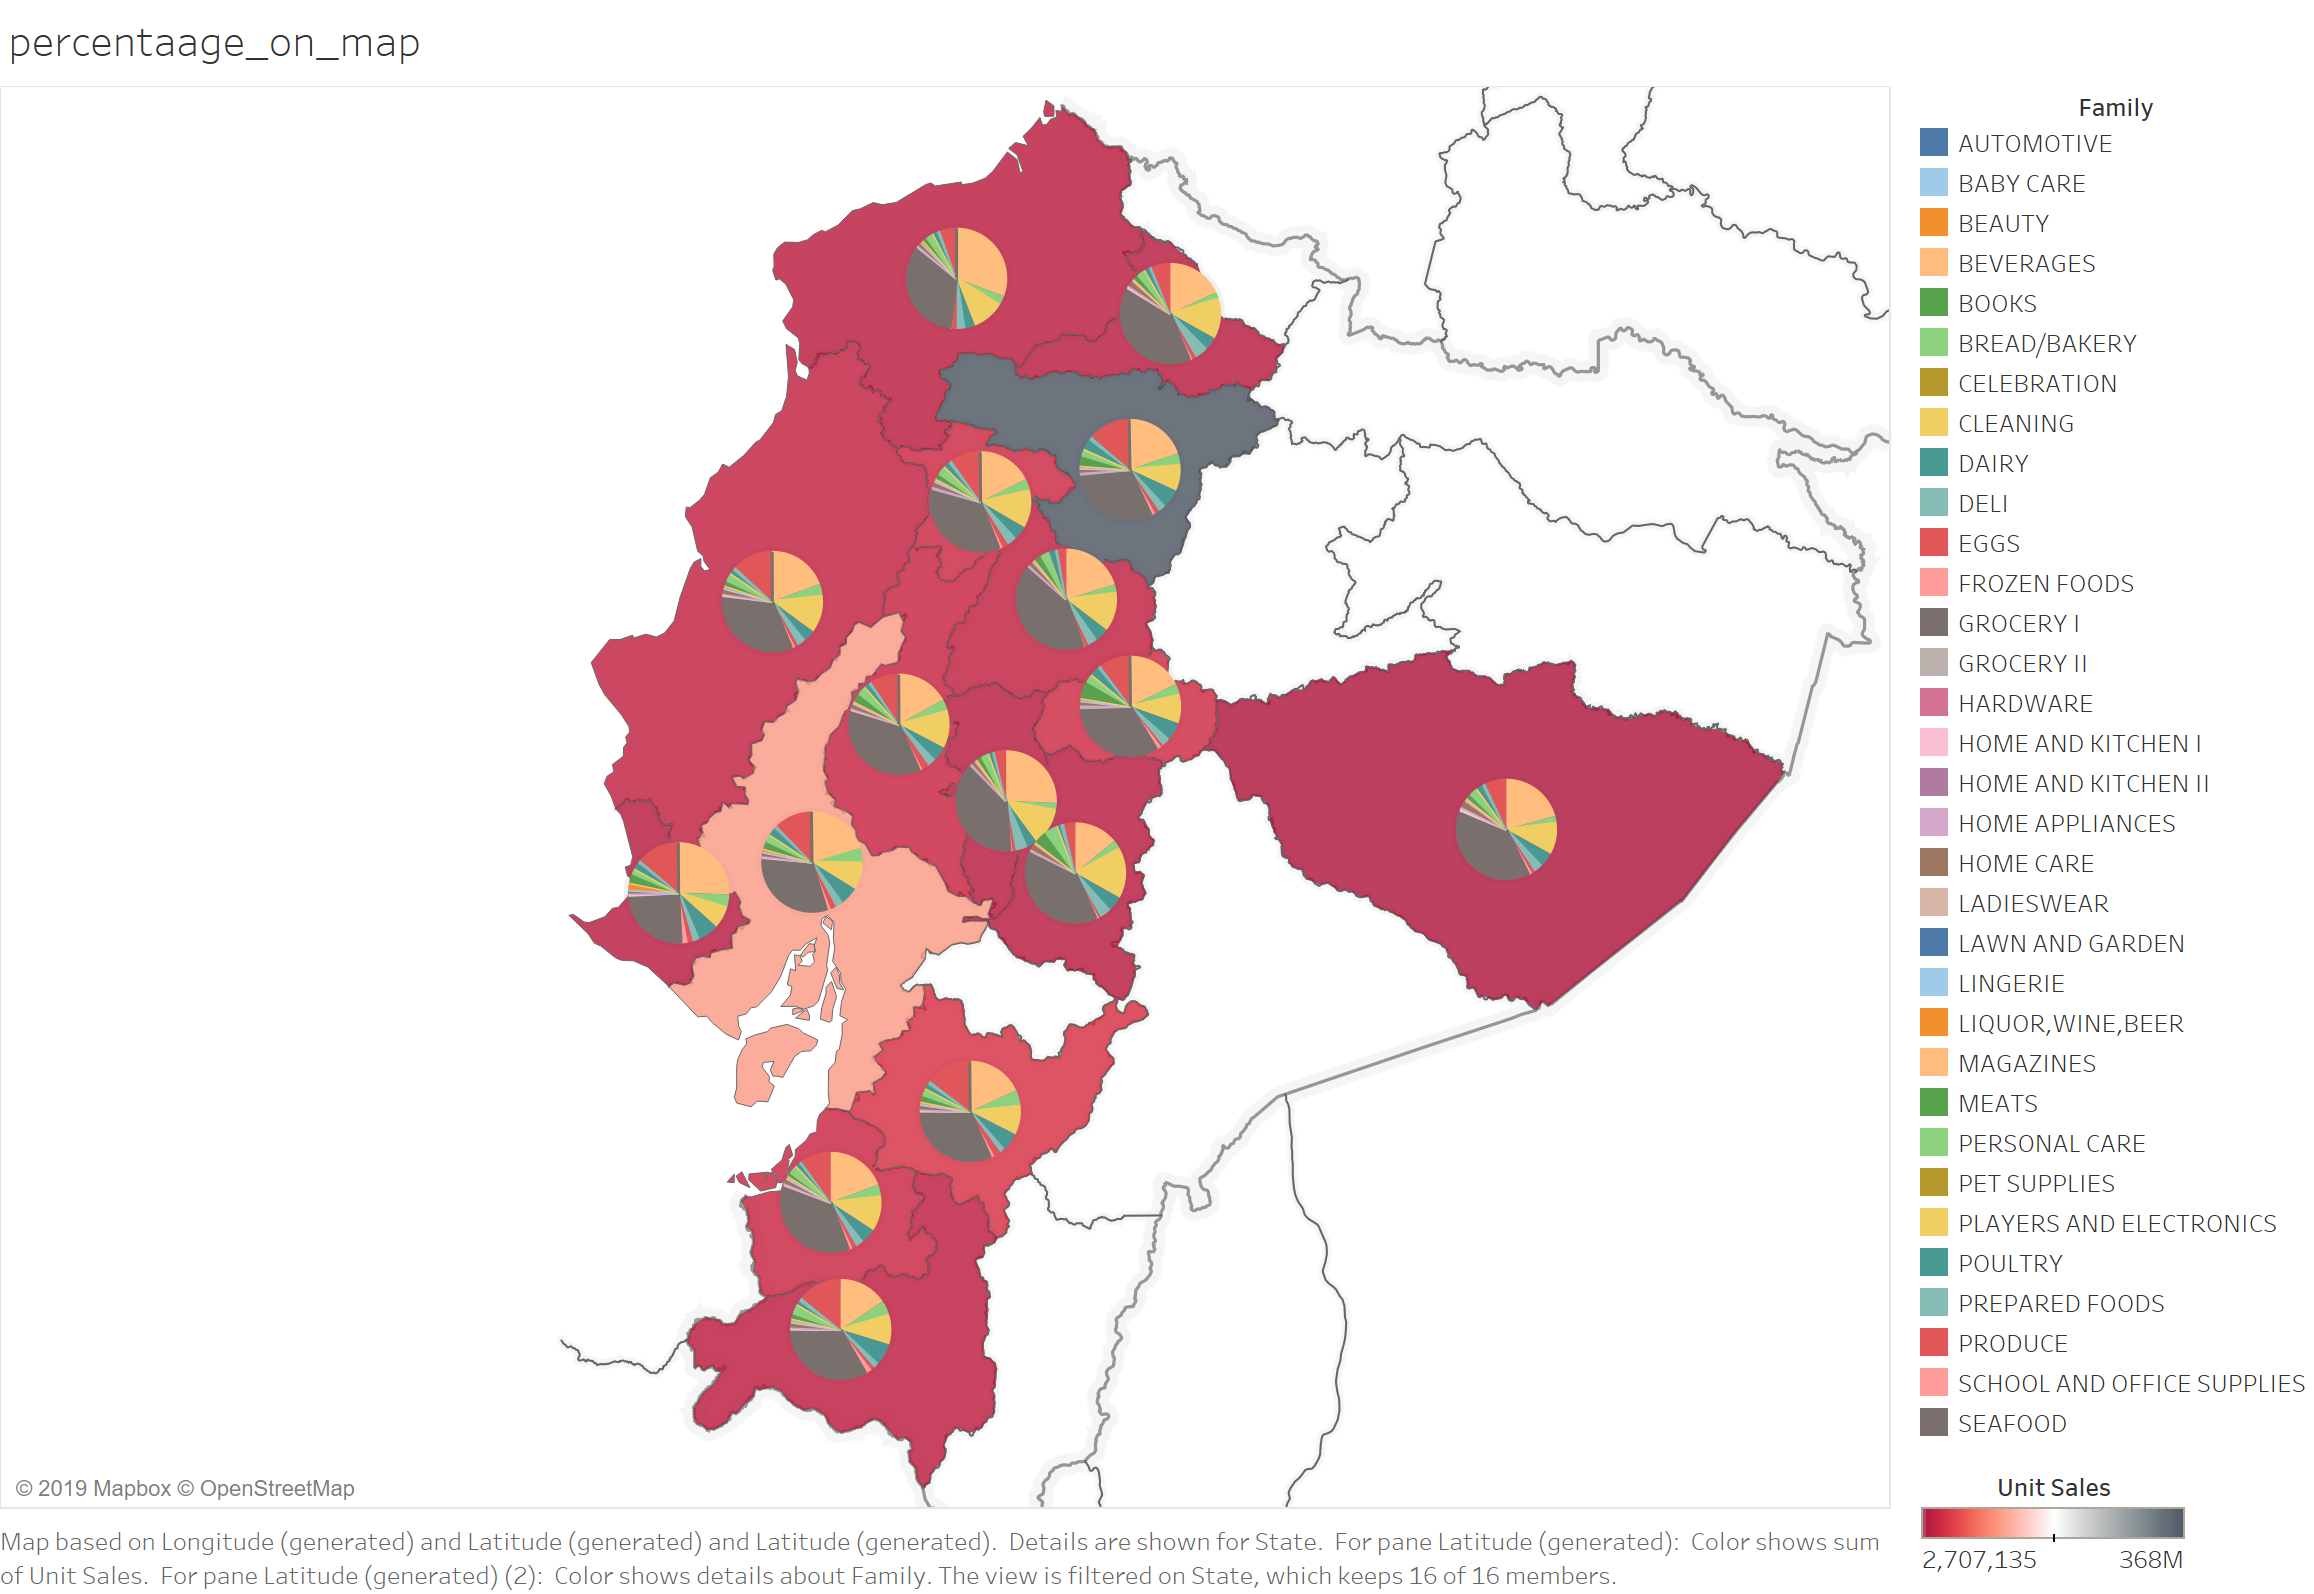 percentaage_on_map
Family
AUTOMOTIVE
BABY CARE
BEAUTY
BEVERAGES
BOOKS
BREAD/BAKERY
CELEBRATION
CLEANING
DAIRY
DELI
EGGS
FROZEN FOODS
GROCERY I
GROCERY II
HARDWARE
HOME AND KITCHEN I
HOME AND KITCHEN II
HOME APPLIANCES
HOME CARE
LADIESWEAR
LAWN AND GARDEN
LINGERIE
LIQUOR,WINE,BEER
MAGAZINES
MEATS
PERSONAL CARE
PET SUPPLIES
PLAYERS AND ELECTRONICS
POULTRY
PREPARED FOODS
PRODUCE
SCHOOL AND OFFICE SUPPLIES
SEAFOOD
Unit Sales
2,707,135 368M
© 2019 Mapbox © OpenStreetMap
Map based on Longitude (generated) and Latitude (generated) and Latitude (generated).  Details are shown for State.  For pane Latitude (generated):  Color shows sum
of Unit Sales.  For pane Latitude (generated) (2):  Color shows details about Family. The view is filtered on State, which keeps 16 of 16 members.